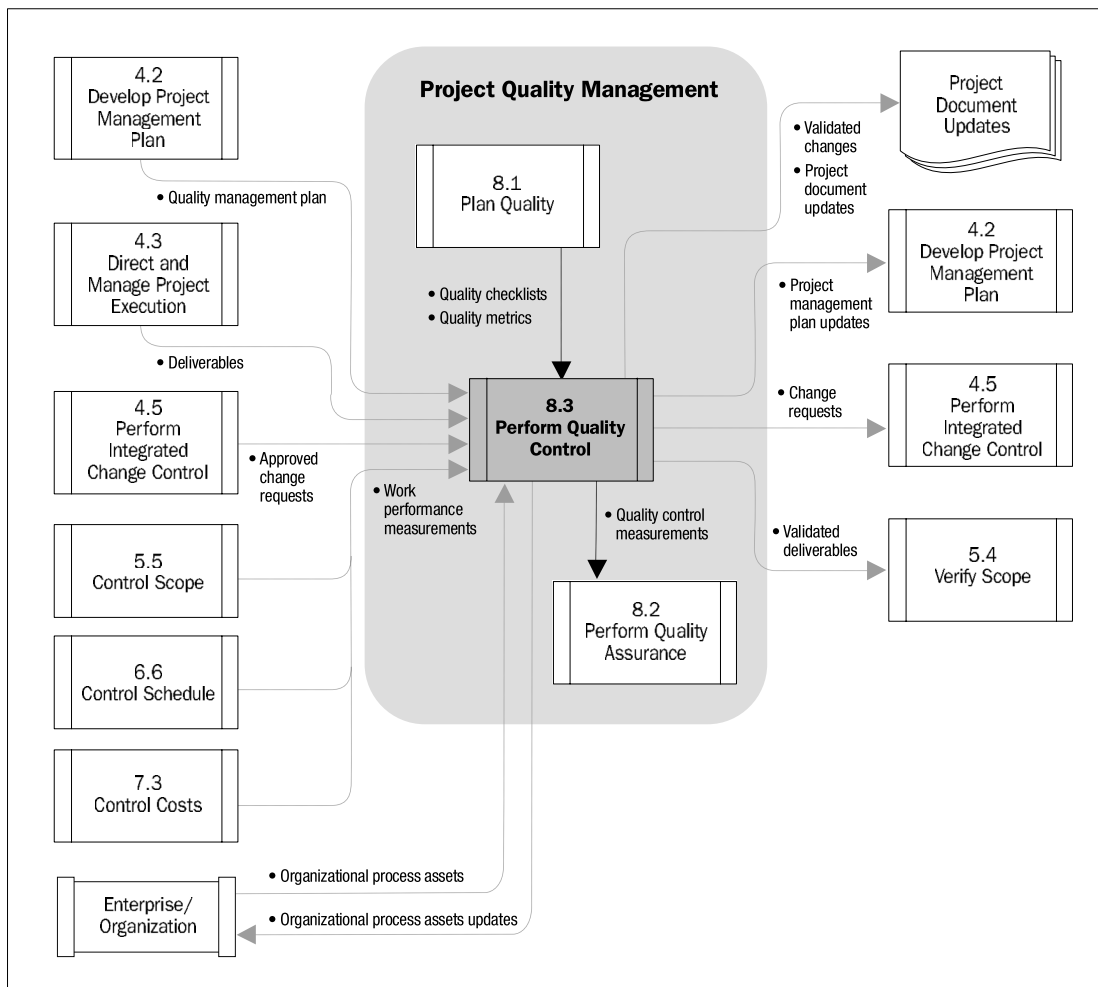 4.2
Develop Project
Management
Plan
• Quality management plan
4.3
Direct and
Manage Project
Execution
• Deliverables
4.5
Perform
Integrated
Change Control
• Approved
change
requests
5.5
Control Scope
6.6
Control Schedule
7.3
Control Costs
• Work
performance
measurements
Enterprise/
Organization
• Organizational process assets
• Organizational process assets updates
Project Quality Management
8.1
Plan Quality
• Quality checklists
• Quality metrics
8.3
Perform Quality
Control
• Quality control
measurements
8.2
Perform Quality
Assurance
• Validated
changes
• Project
document
updates
Project
Document
Updates
• Project
management
plan updates
4.2
Develop Project
Management
Plan
• Change
requests
4.5
Perform
Integrated
Change Control
• Validated
deliverables
5.4
Verify Scope